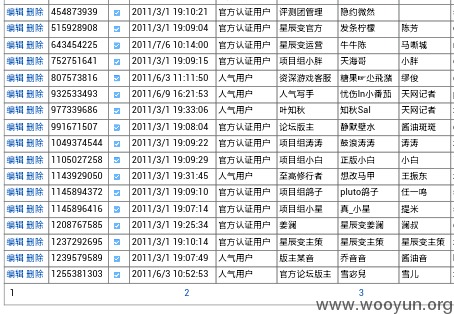 编辑 删除 454873939 2011/3/1 19:10:21 官方认证用户 评测团管理 隐约微然
编辑 删除 515928908 2011/3/1 19:09:04 官方认证用户 星辰变官方 发条柠檬 陈芳
编辑 删除 643454225 2011/7/6 10:14:00 官方认证用户 星辰变运营 牛牛陈 马嘶城
编辑 删除 752751641 2011/3/1 19:09:15 官方认证用户 项目组小胖 天海哥 小胖
编辑 删除 807573816 2011/6/3 11:11:50 人气用户 资深游戏客服 糖果☞尐飛豬 缪俊
编辑 删除 932533493 2011/6/9 16:21:53 人气用户 人气写手 忧伤ln小番茄 天网记者
编辑 删除 977339686 2011/3/1 19:33:06 人气用户 叶知秋 知秋Sal 天网记者
编辑 删除 991671507 2011/3/1 19:08:04 官方认证用户 论坛版主 静默壁水 酱油斑斑
编辑 删除 1049374544 2011/3/1 19:09:22 官方认证用户 项目组涛涛 鼓浪涛涛 涛涛
编辑 删除 1105027258 2011/3/1 19:09:29 官方认证用户 项目组小白 正版小白 小白
编辑 删除 1143929050 2011/3/1 19:31:45 人气用户 至高修行者 想改马甲 王振东
编辑 删除 1145894372 2011/3/1 19:09:10 官方认证用户 项目组鸽子 pluto鸽子 任一鸣
编辑 删除 1145896416 2011/3/1 19:07:14 官方认证用户 项目组小星 真_小星 提米
编辑 删除 1208767585 2011/3/1 19:25:34 官方认证用户 姜澜 星辰变姜澜 澜叔
编辑 删除 1237292695 2011/3/1 19:10:14 官方认证用户 星辰变主策 星辰变主策 星辰变主策
编辑 删除 1239579589 2011/3/1 19:07:49 人气用户 版主某音 乔音音 酱油音
编辑 删除 1255381303 2011/6/3 10:52:53 人气用户 官方论坛版主 雪宓兒 雪儿
1 2 3
www.wooyun.org